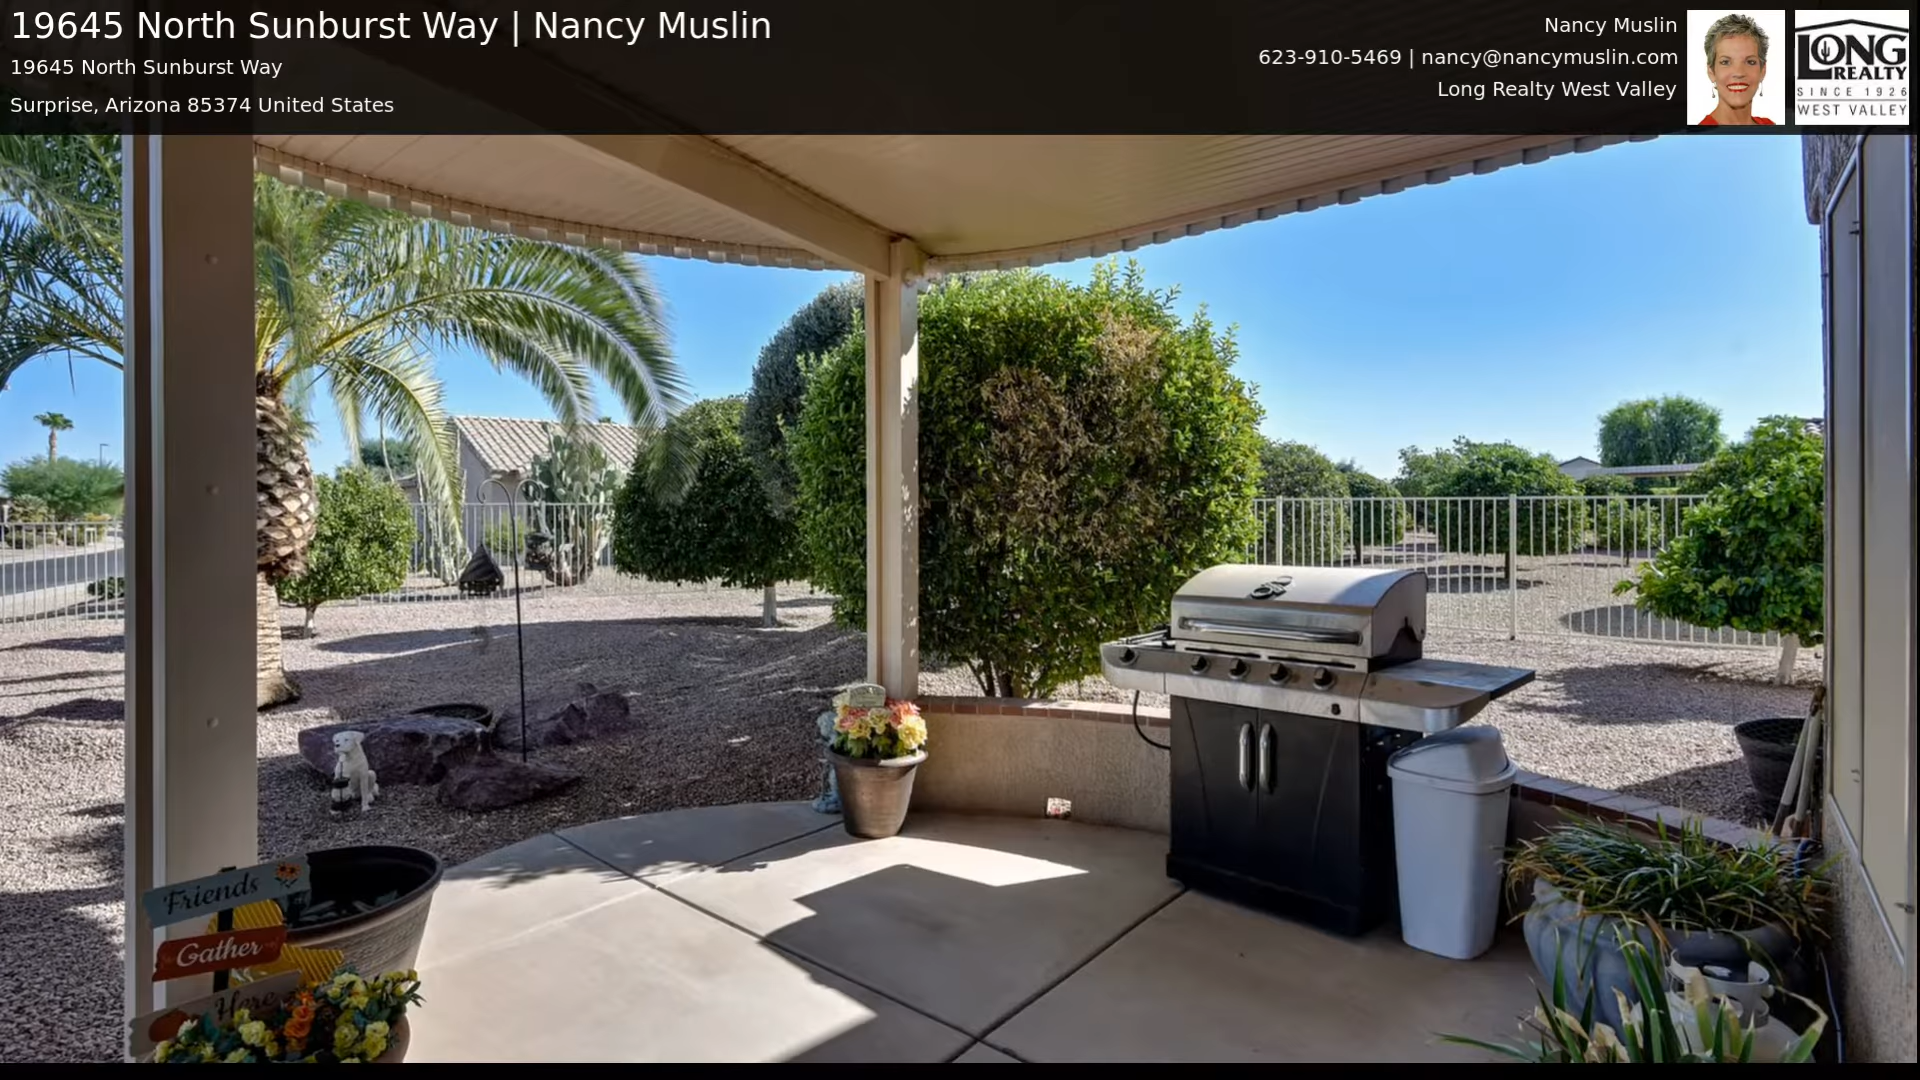 19645 North Sunburst Way | Nancy Muslin
19645 North Sunburst Way
Surprise, Arizona 85374 United States
Nancy Muslin
623-910-5469 | nancy@nancymuslin.com
Long Realty West Valley
LONG
REALTY
SINCE 1926
WEST VALLEY
Friends
Gather
Here